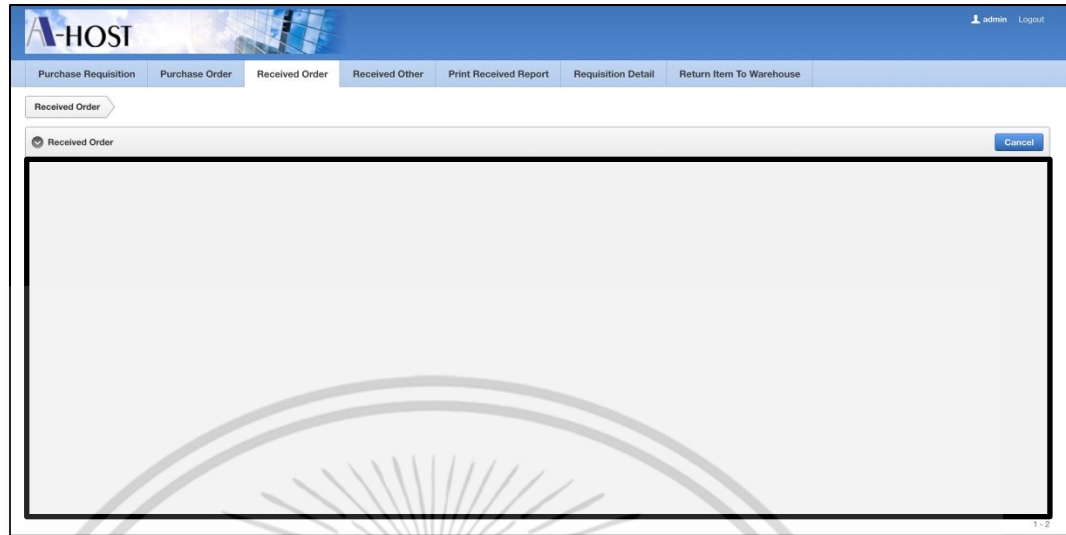 A-HOST
admin Logout
Purchase Requisition Purchase Order Received Order Received Other Print Received Report Requisition Detail Return Item To Warehouse
Received Order
Received Order Cancel
1 - 2